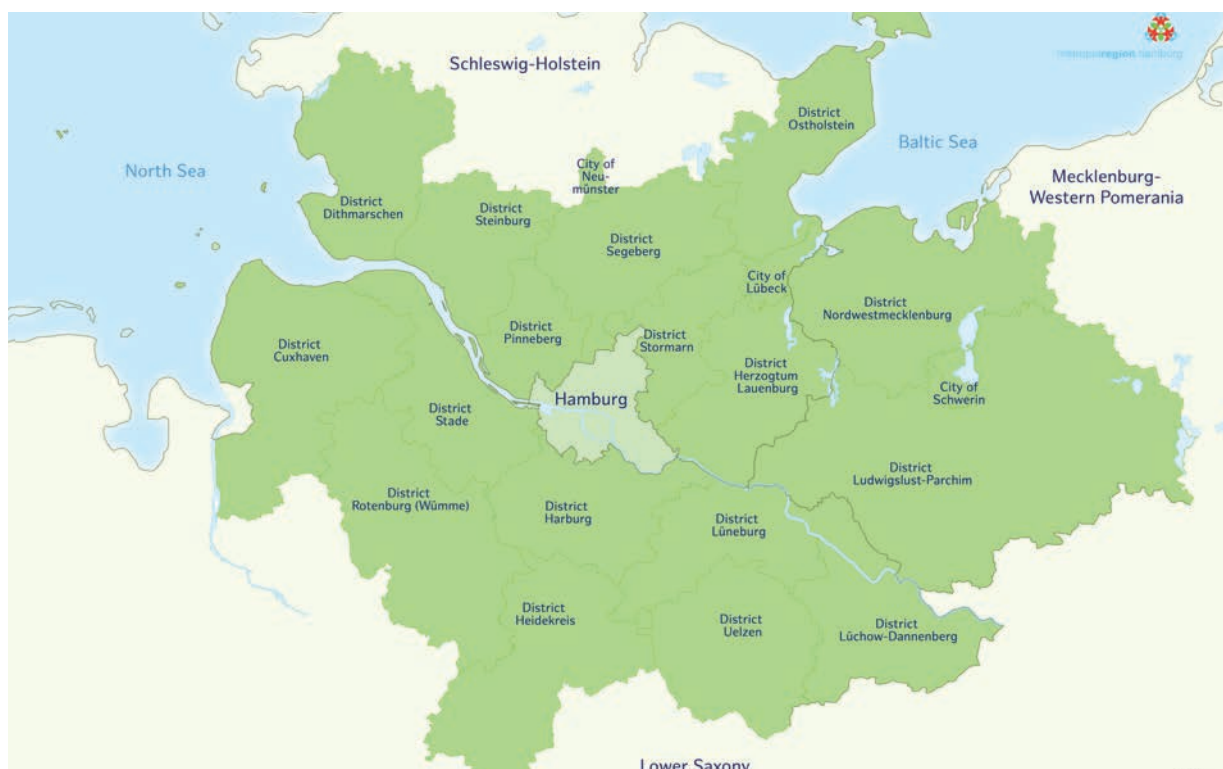 Schleswig-Holstein
District
Ostholstein
Baltic Sea
North Sea
City of
Neu-
münster
Mecklenburg-
Western Pomerania
District
Dithmarschen
District
Steinburg
District
Segeberg
City of
Lübeck
District
Nordwestmecklenburg
District
Pinneberg
District
Stormarn
District
Cuxhaven
District
Herzogtum
Lauenburg
Hamburg
City of
Schwerin
District
Stade
District
Ludwigslust-Parchim
District
Rotenburg (Wümme)
District
Harburg
District
Lüneburg
District
Heidekreis
District
Uelzen
District
Lüchow-Dannenberg
Lower Saxony